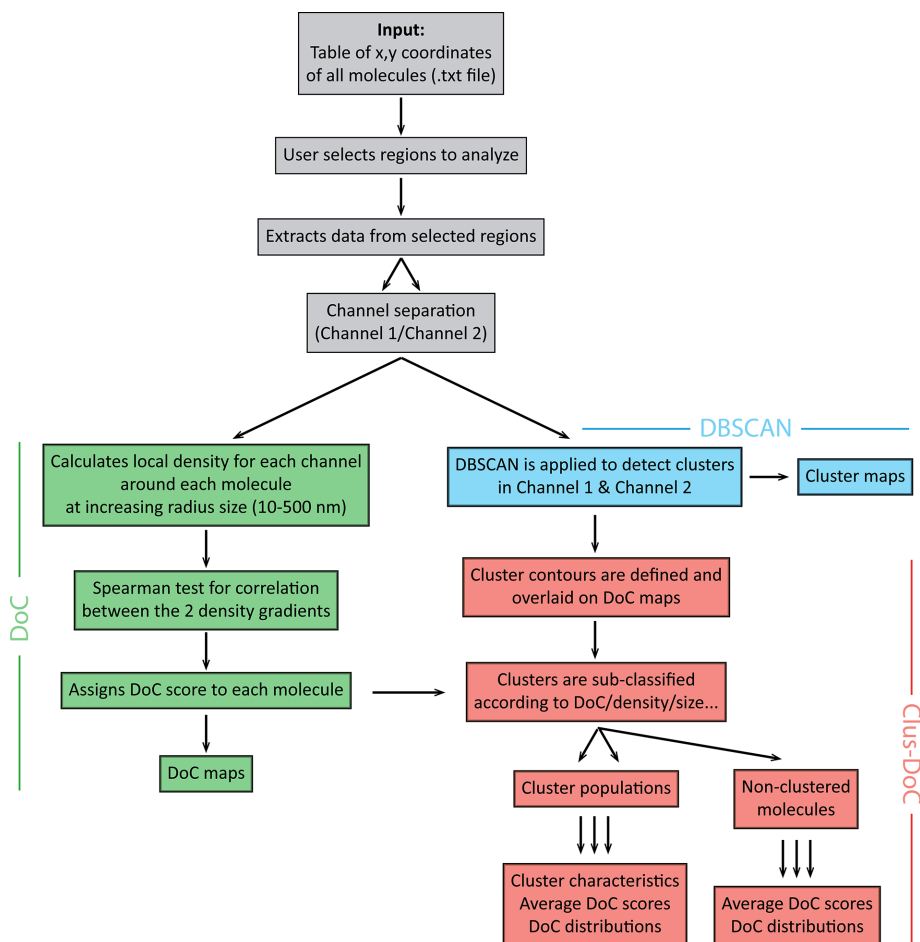 Input:
Table of x,y coordinates
of all molecules (.txt file)
User selects regions to analyze
Extracts data from selected regions
Channel separation
(Channel 1/Channel 2)
DoC
Calculates local density for each channel
around each molecule
at increasing radius size (10-500 nm)
Spearman test for correlation
between the 2 density gradients
Assigns DoC score to each molecule
DoC maps
DBSCAN
DBSCAN is applied to detect clusters
in Channel 1 & Channel 2
Cluster maps
Clus-DoC
Cluster contours are defined and
overlaid on DoC maps
Clusters are sub-classified
according to DoC/density/size...
Cluster populations
Non-clustered
molecules
Cluster characteristics
Average DoC scores
DoC distributions
Average DoC scores
DoC distributions